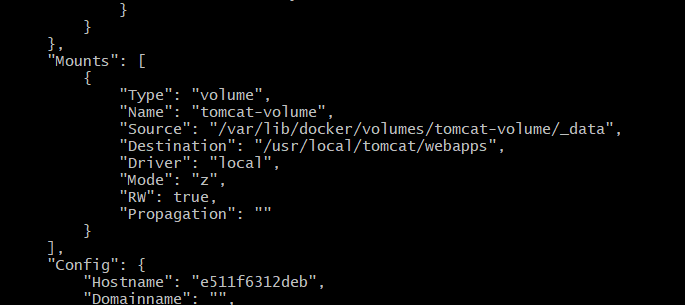 }
}
},
"Mounts": [
{
"Type": "volume",
"Name": "tomcat-volume",
"Source": "/var/lib/docker/volumes/tomcat-volume/_data",
"Destination": "/usr/local/tomcat/webapps",
"Driver": "local",
"Mode": "z",
"RW": true,
"Propagation": ""
}
],
"Config": {
"Hostname": "e511f6312deb",
"Domainname": "",